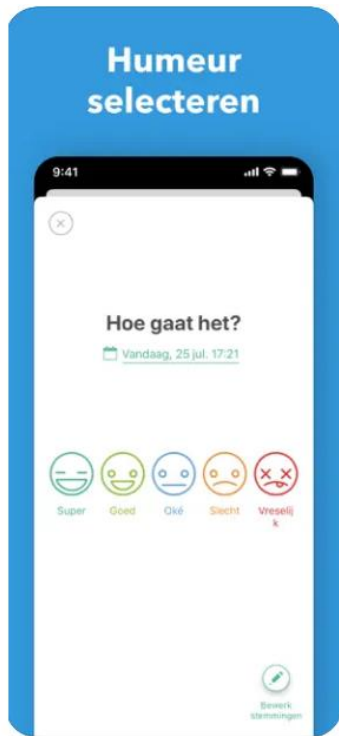 Humeur
selecteren
9:41
Hoe gaat het?
Vandaag, 25 jul. 17:21
Super Goed Oké Slecht Vreselij
k
Bewerk
stemmingen